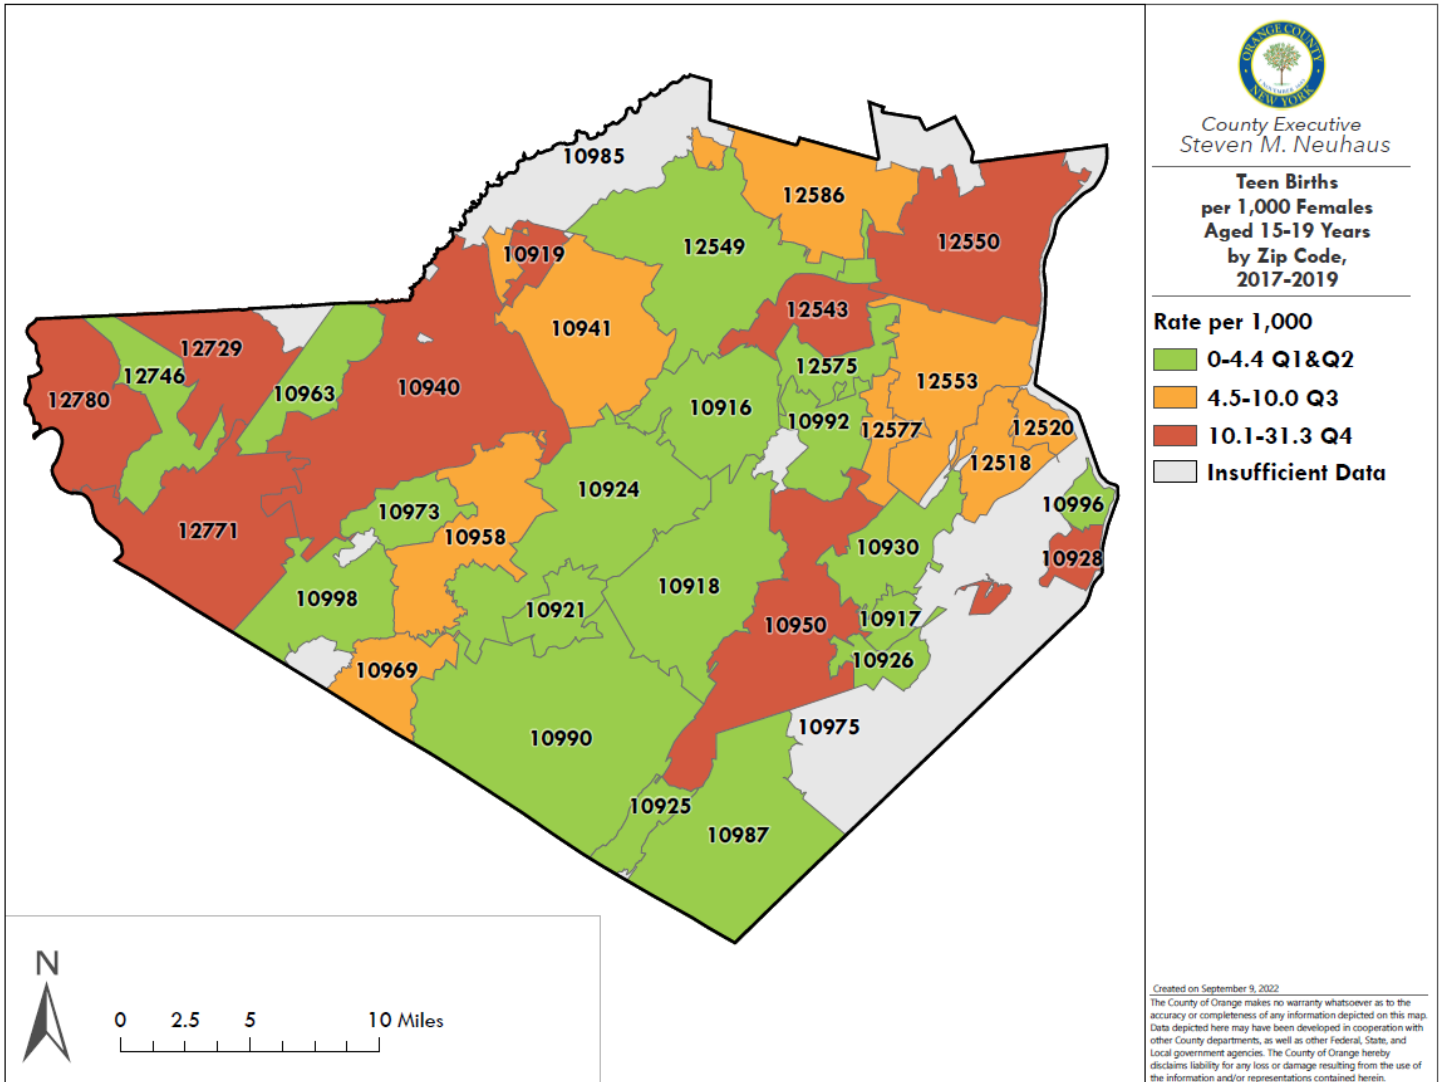 ORANGE COUNTY
NEW YORK
County Executive
Steven M. Neuhaus
Teen Births
per 1,000 Females
Aged 15-19 Years
by Zip Code,
2017-2019
Rate per 1,000
0-4.4 Q1&Q2
4.5-10.0 Q3
10.1-31.3 Q4
Insufficient Data
10985
12586
12549
12550
10919
12543
10941
12729
12746
12575
12553
12780
10963
10940
10916
10992
12577
12520
12518
10924
10996
10973
12771
10958
10930
10928
10918
10998
10921
10917
10950
10926
10969
10975
10990
10925
10987
N
0 2.5 5 10 Miles
Created on September 9, 2022
The County of Orange makes no warranty whatsoever as to the
accuracy or completeness of any information depicted on this map.
Data depicted here may have been developed in cooperation with
other County departments, as well as other Federal, State, and
Local government agencies. The County of Orange hereby
disclaims liability for any loss or damage resulting from the use of
the information and/or representations contained herein.